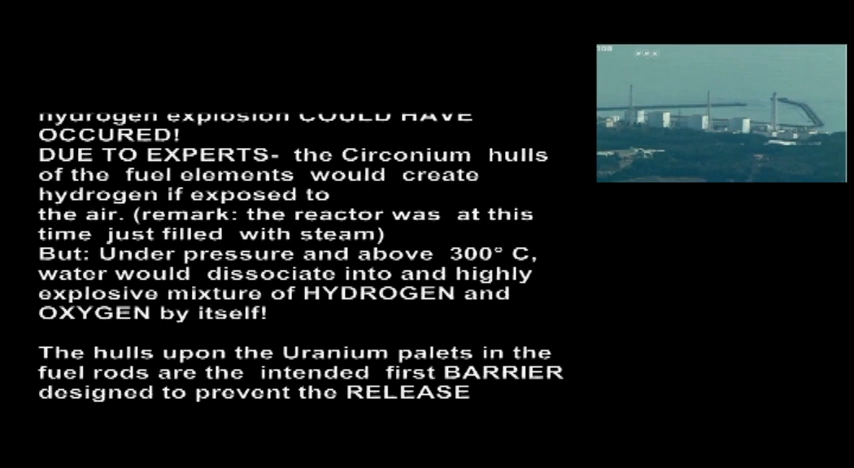 hydrogen explosion COULD HAVE
OCCURED!
DUE TO EXPERTS- the Circonium hulls
of the fuel elements would create
hydrogen if exposed to
the air. (remark: the reactor was at this
time just filled with steam)
But: Under pressure and above 300° C,
water would dissociate into and highly
explosive mixture of HYDROGEN and
OXYGEN by itself!
The hulls upon the Uranium palets in the
fuel rods are the intended first BARRIER
designed to prevent the RELEASE